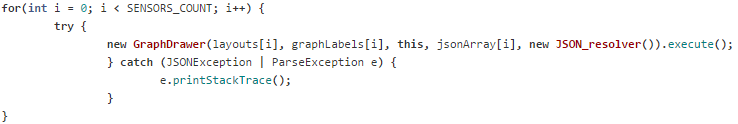 for(int i = 0; i < SENSORS_COUNT; i++) {
try {
new GraphDrawer(layouts[i], graphLabels[i], this, jsonArray[i], new JSON_resolver()).execute();
} catch (JSONException | ParseException e) {
e.printStackTrace();
}
}